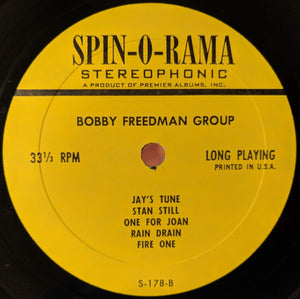 SPIN-O-RAMA
STEREOPHONIC
A PRODUCT OF PREMIER ALBUMS, INC.
BOBBY FREEDMAN GROUP
33⅓ RPM
LONG PLAYING
PRINTED IN U.S.A.
JAY'S TUNE
STAN STILL
ONE FOR JOAN
RAIN DRAIN
FIRE ONE
S-178-B